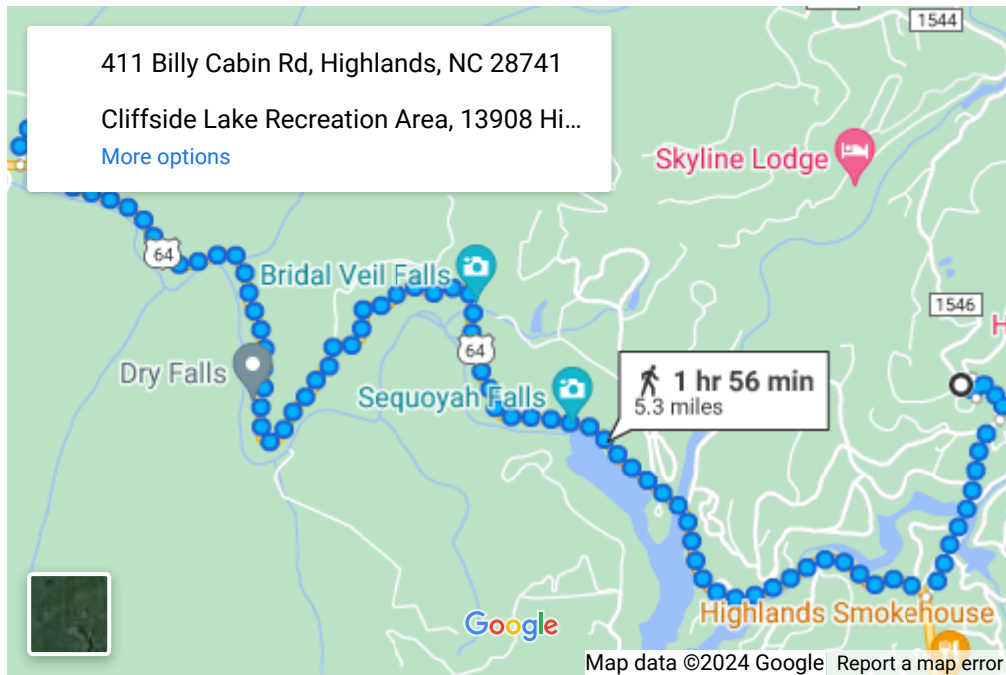 1544
411 Billy Cabin Rd, Highlands, NC 28741
Cliffside Lake Recreation Area, 13908 Hi...
More options
Skyline Lodge
64
Bridal Veil Falls
1546
H
64
Dry Falls
Sequoyah Falls
1 hr 56 min
5.3 miles
Highlands Smokehouse
Google
Map data ©2024 Google
Report a map error